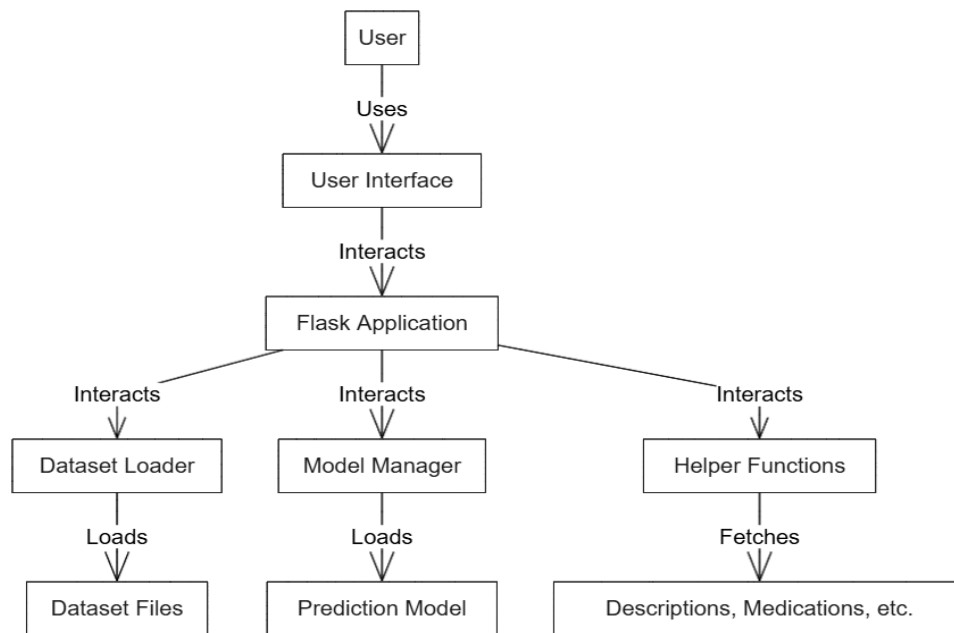 User
Uses
User Interface
Interacts
Flask Application
Interacts
Interacts
Interacts
Dataset Loader
Model Manager
Helper Functions
Loads
Loads
Fetches
Dataset Files
Prediction Model
Descriptions, Medications, etc.